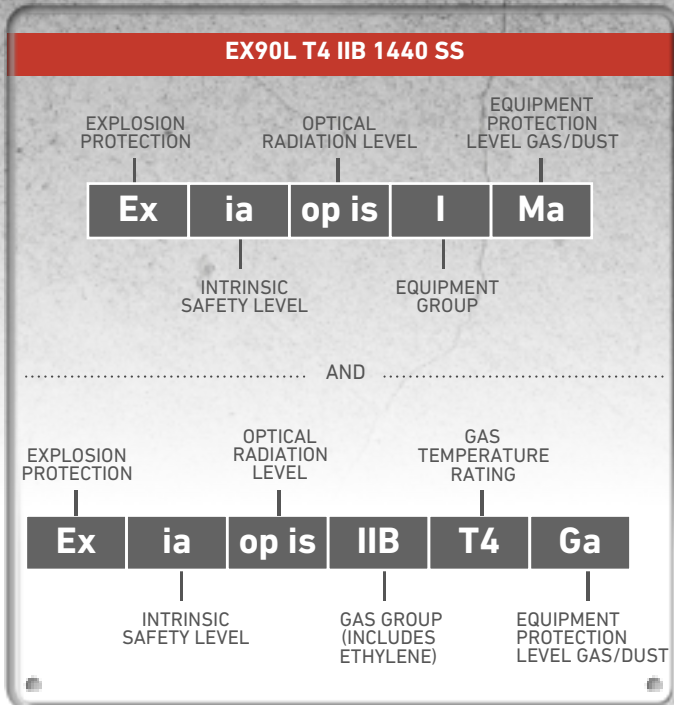 EX90L T4 IIB 1440 SS
EXPLOSION
PROTECTION
OPTICAL
RADIATION LEVEL
EQUIPMENT
PROTECTION
LEVEL GAS/DUST
Ex ia op is I Ma
INTRINSIC
SAFETY LEVEL
EQUIPMENT
GROUP
AND
EXPLOSION
PROTECTION
OPTICAL
RADIATION
LEVEL
GAS
TEMPERATURE
RATING
Ex ia op is IIB T4 Ga
INTRINSIC
SAFETY LEVEL
GAS GROUP
(INCLUDES
ETHYLENE)
EQUIPMENT
PROTECTION
LEVEL GAS/DUST